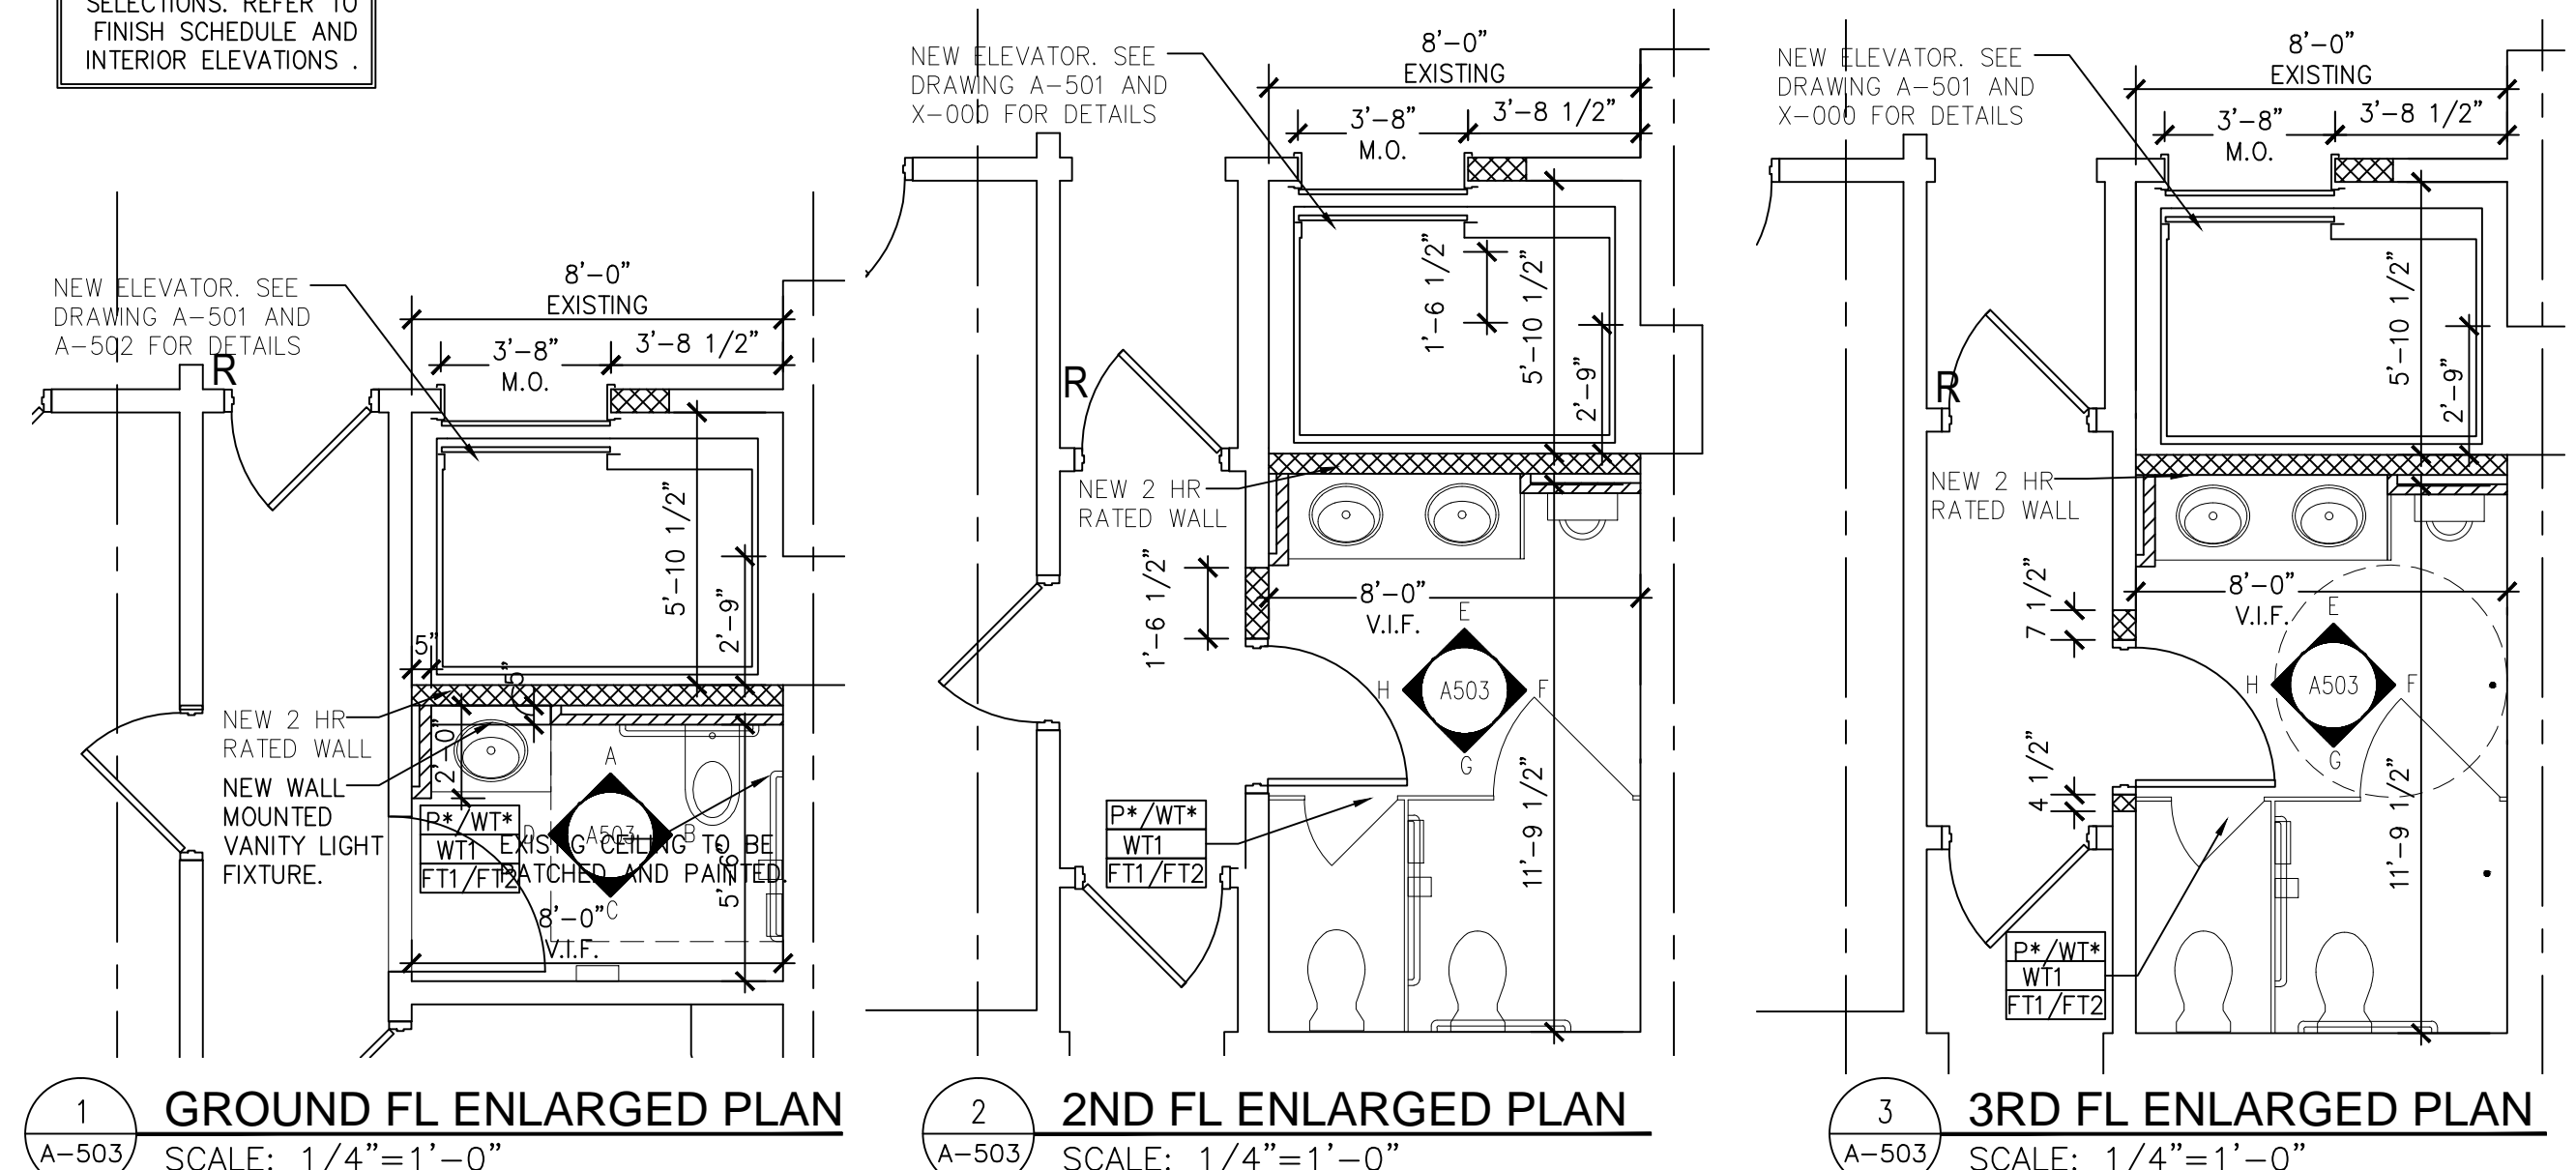 SELECTIONS. REFER TO
FINISH SCHEDULE AND
INTERIOR ELEVATIONS .
NEW ELEVATOR. SEE
DRAWING A-501 AND
A-502 FOR DETAILS
8'-0"
EXISTING
3'-8"
M.O.
3'-8 1/2"
R
5'-10 1/2"
2'-9"
5"
5"
NEW 2 HR
RATED WALL
2'-0"
NEW WALL
MOUNTED
VANITY LIGHT
FIXTURE.
P*/WT*
WT1
FT1/FT2
A
D
A503
B
C
EXIST'G CEILING TO BE
PATCHED AND PAINTED.
5'-6"
8'-0"
V.I.F.
1
A-503
GROUND FL ENLARGED PLAN
SCALE: 1/4"=1'-0"
NEW ELEVATOR. SEE
DRAWING A-501 AND
X-000 FOR DETAILS
8'-0"
EXISTING
3'-8"
M.O.
3'-8 1/2"
1'-6 1/2"
5'-10 1/2"
2'-9"
R
NEW 2 HR
RATED WALL
1'-6 1/2"
8'-0"
V.I.F.
E
H
A503
F
G
11'-9 1/2"
P*/WT*
WT1
FT1/FT2
2
A-503
2ND FL ENLARGED PLAN
SCALE: 1/4"=1'-0"
NEW ELEVATOR. SEE
DRAWING A-501 AND
X-000 FOR DETAILS
8'-0"
EXISTING
3'-8"
M.O.
3'-8 1/2"
5'-10 1/2"
2'-9"
R
NEW 2 HR
RATED WALL
7 1/2"
8'-0"
V.I.F.
E
H
A503
F
G
4 1/2"
11'-9 1/2"
P*/WT*
WT1
FT1/FT2
3
A-503
3RD FL ENLARGED PLAN
SCALE: 1/4"=1'-0"